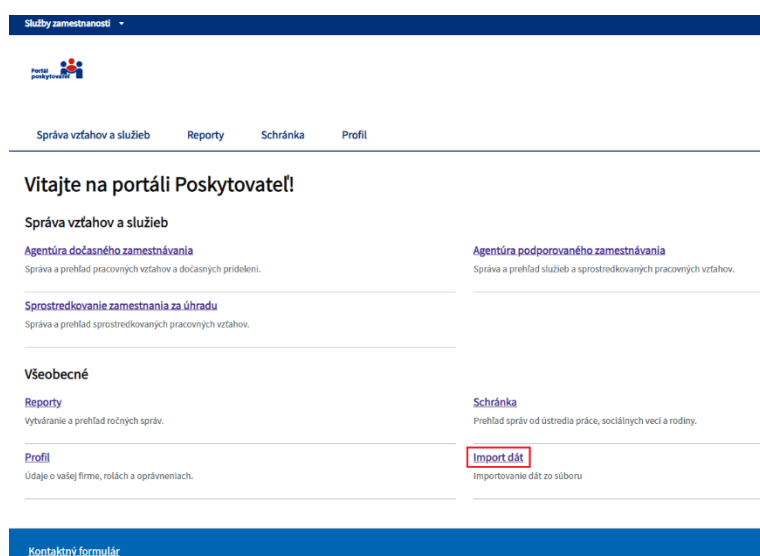 Služby zamestnanosti
Portál
poskytovateľ
Správa vzťahov a služieb Reporty Schránka Profil
Vitajte na portáli Poskytovateľ!
Správa vzťahov a služieb
Agentúra dočasného zamestnávania Agentúra podporovaného zamestnávania
Správa a prehľad pracovných vzťahov a dočasných pridelení. Správa a prehľad služieb a sprostredkovaných pracovných vzťahov.
Sprostredkovanie zamestnania za úhradu
Správa a prehľad sprostredkovaných pracovných vzťahov.
Všeobecné
Reporty Schránka
Vytváranie a prehľad ročných správ. Prehľad správ od ústredia práce, sociálnych vecí a rodiny.
Profil Import dát
Údaje o vašej firme, rolách a oprávneniach. Importovanie dát zo súboru
Kontaktný formulár